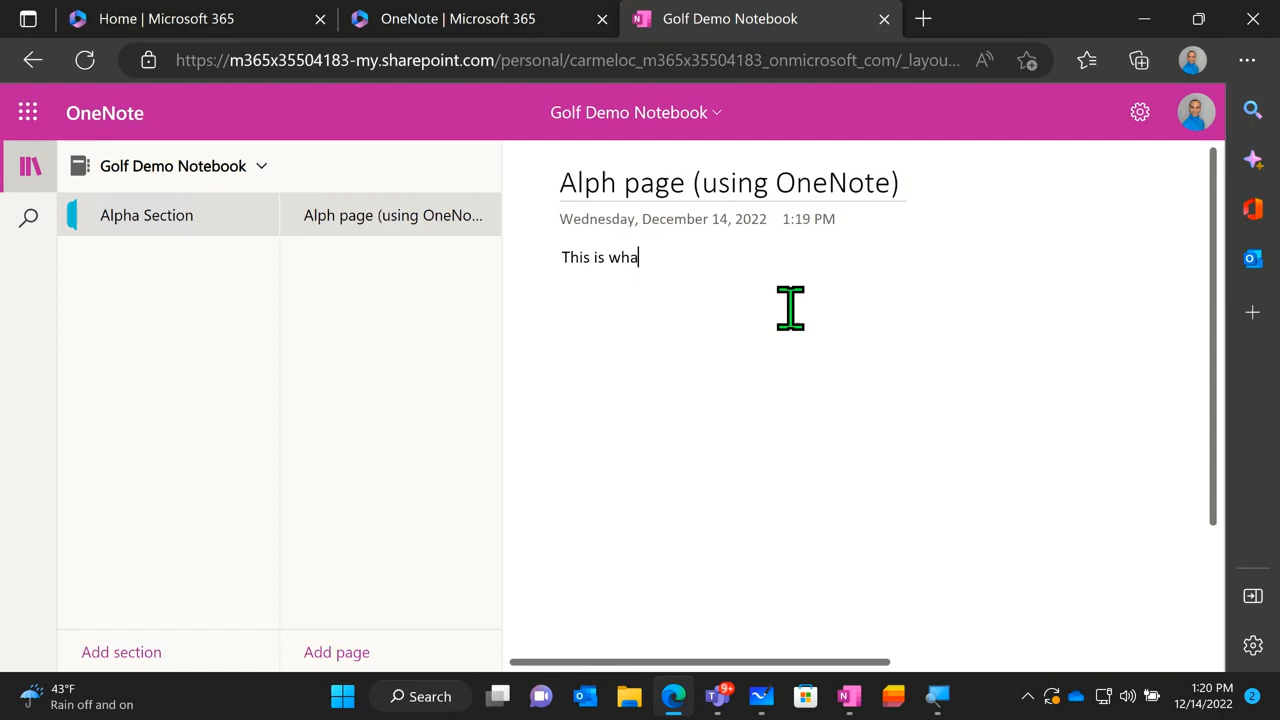 Home | Microsoft 365
OneNote | Microsoft 365
Golf Demo Notebook
https://m365x35504183-my.sharepoint.com/personal/carmeloc_m365x35504183_onmicrosoft_com/_layou...
OneNote
Golf Demo Notebook
Golf Demo Notebook
Alpha Section
Alph page (using OneNo...
Alph page (using OneNote)
Wednesday, December 14, 2022 1:19 PM
This is wha
Add section
Add page
43°F
Rain off and on
Search
9+
1:20 PM
12/14/2022
2